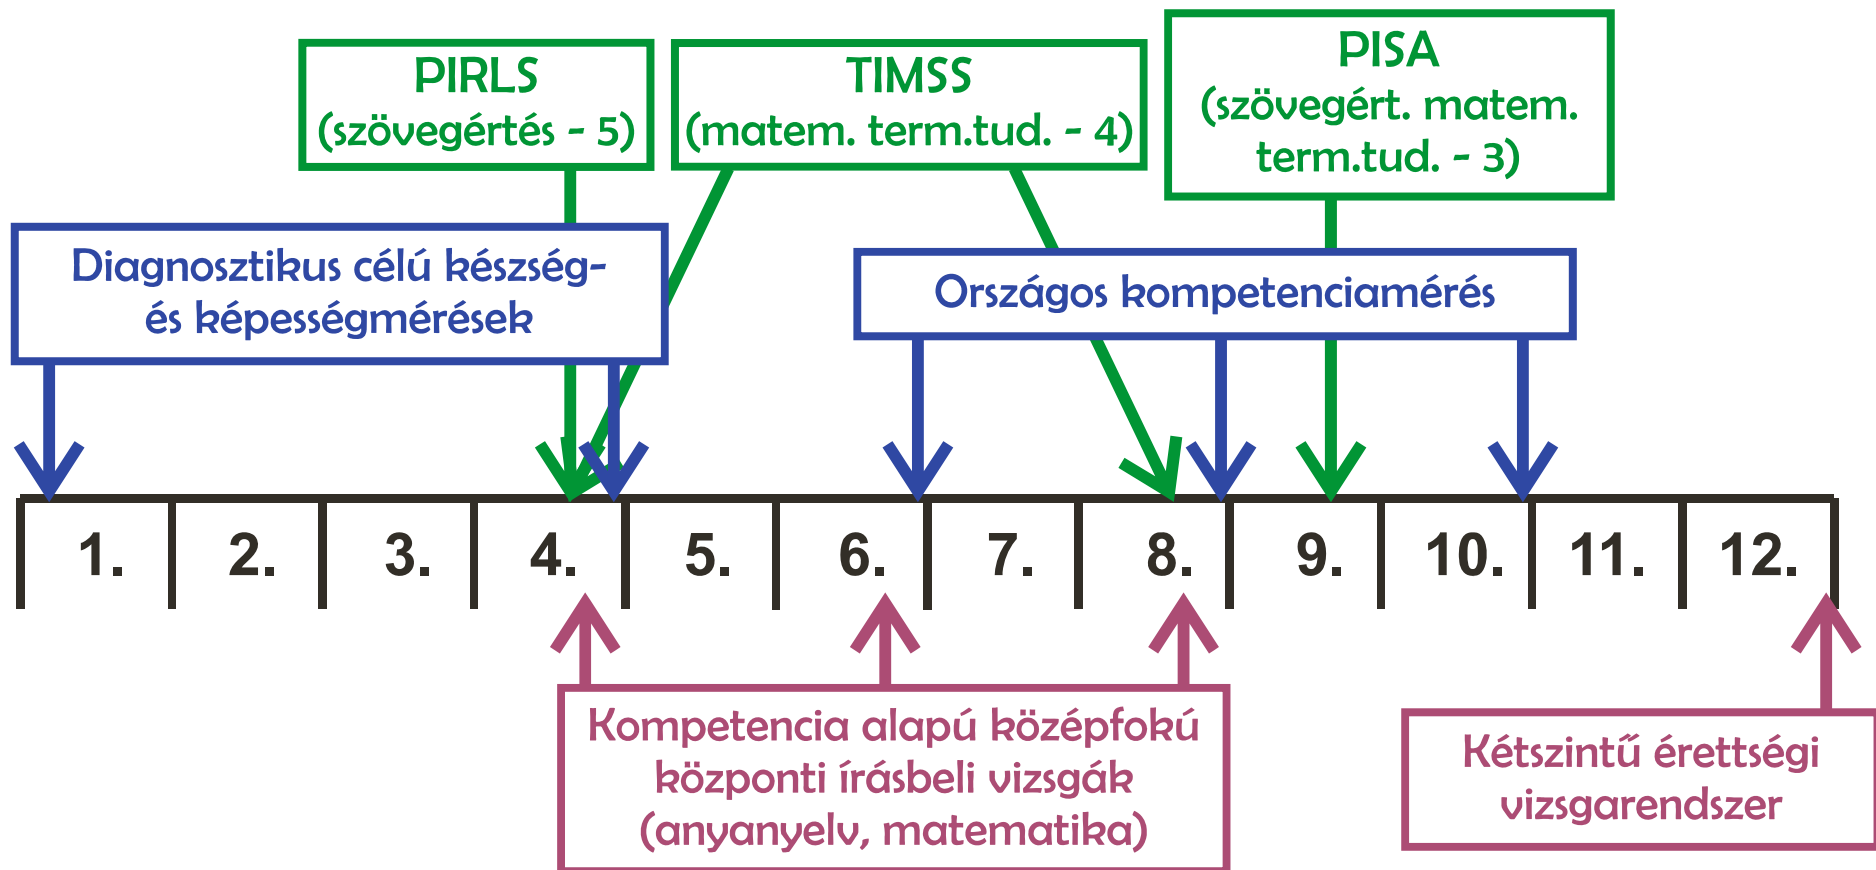 PIRLS
(szövegértés - 5)
TIMSS
(matem. term.tud. - 4)
PISA
(szövegért. matem.
term.tud. - 3)
Diagnosztikus célú készség-
és képességmérések
Országos kompetenciamérés
1. 2. 3. 4. 5. 6. 7. 8. 9. 10. 11. 12.
Kompetencia alapú középfokú
központi írásbeli vizsgák
(anyanyelv, matematika)
Kétszintű érettségi
vizsgarendszer